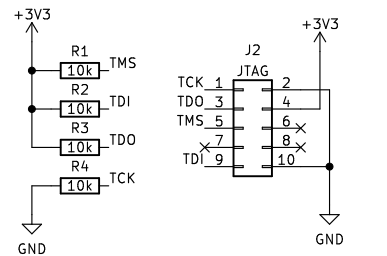 +3V3
R1
10k
TMS
R2
10k
TDI
R3
10k
TDO
R4
10k
TCK
GND
+3V3
J2
JTAG
TCK 1 2
TDO 3 4
TMS 5 6
7 8
TDI 9 10
GND